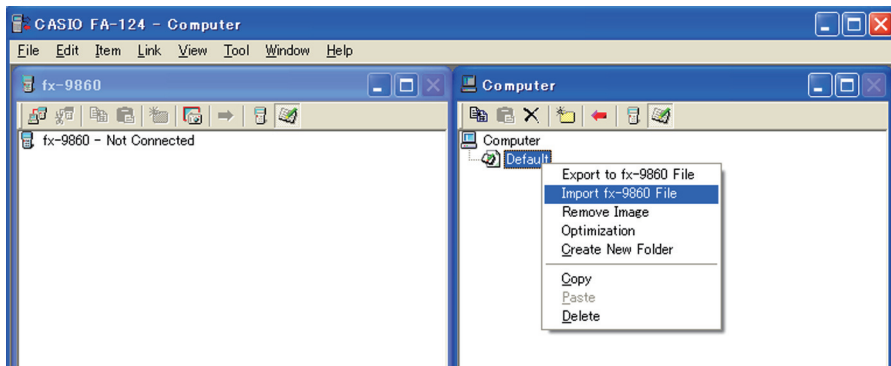 CASIO FA-124 - Computer
File Edit Item Link View Tool Window Help
fx-9860
fx-9860 - Not Connected
Computer
Computer
Default
Export to fx-9860 File
Import fx-9860 File
Remove Image
Optimization
Create New Folder
Copy
Paste
Delete